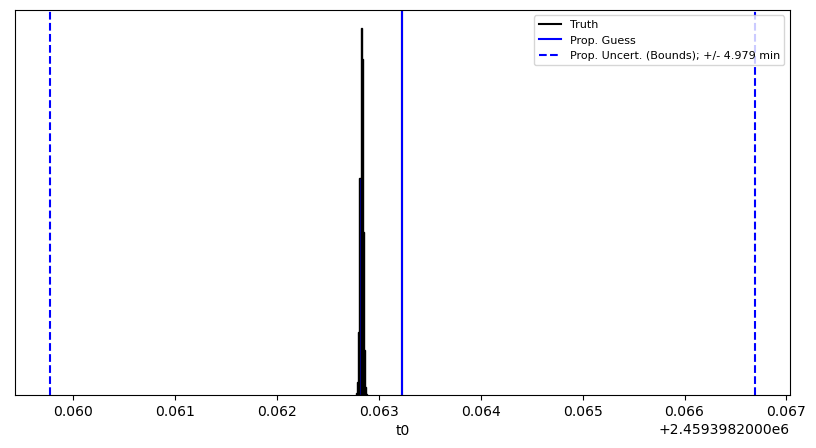 Truth
Prop. Guess
Prop. Uncert. (Bounds); +/- 4.979 min
0.060 0.061 0.062 0.063 0.064 0.065 0.066 0.067
t0
+2.4593982000e6